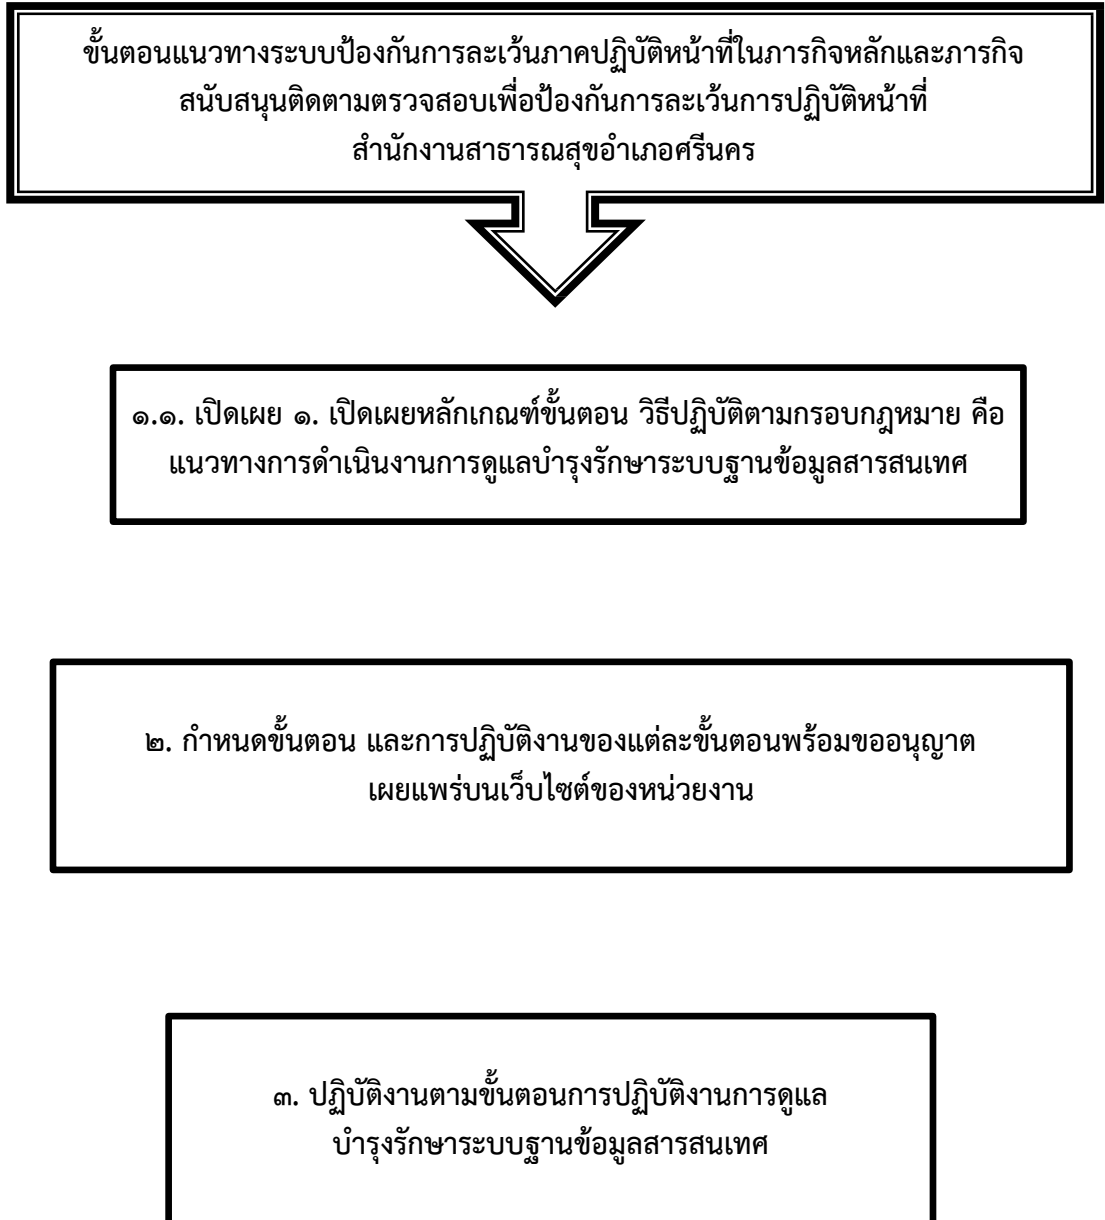 ขั้นตอนแนวทางระบบป้องกันการละเว้นภาคปฏิบัติหน้าที่ในภารกิจหลักและภารกิจ
สนับสนุนติดตามตรวจสอบเพื่อป้องกันการละเว้นการปฏิบัติหน้าที่
สำนักงานสาธารณสุขอำเภอศรีนคร
๑.๑. เปิดเผย ๑. เปิดเผยหลักเกณฑ์ขั้นตอน วิธีปฏิบัติตามกรอบกฎหมาย คือ
แนวทางการดำเนินงานการดูแลบำรุงรักษาระบบฐานข้อมูลสารสนเทศ
๒. กำหนดขั้นตอน และการปฏิบัติงานของแต่ละขั้นตอนพร้อมขออนุญาต
เผยแพร่บนเว็บไซต์ของหน่วยงาน
๓. ปฏิบัติงานตามขั้นตอนการปฏิบัติงานการดูแล
บำรุงรักษาระบบฐานข้อมูลสารสนเทศ